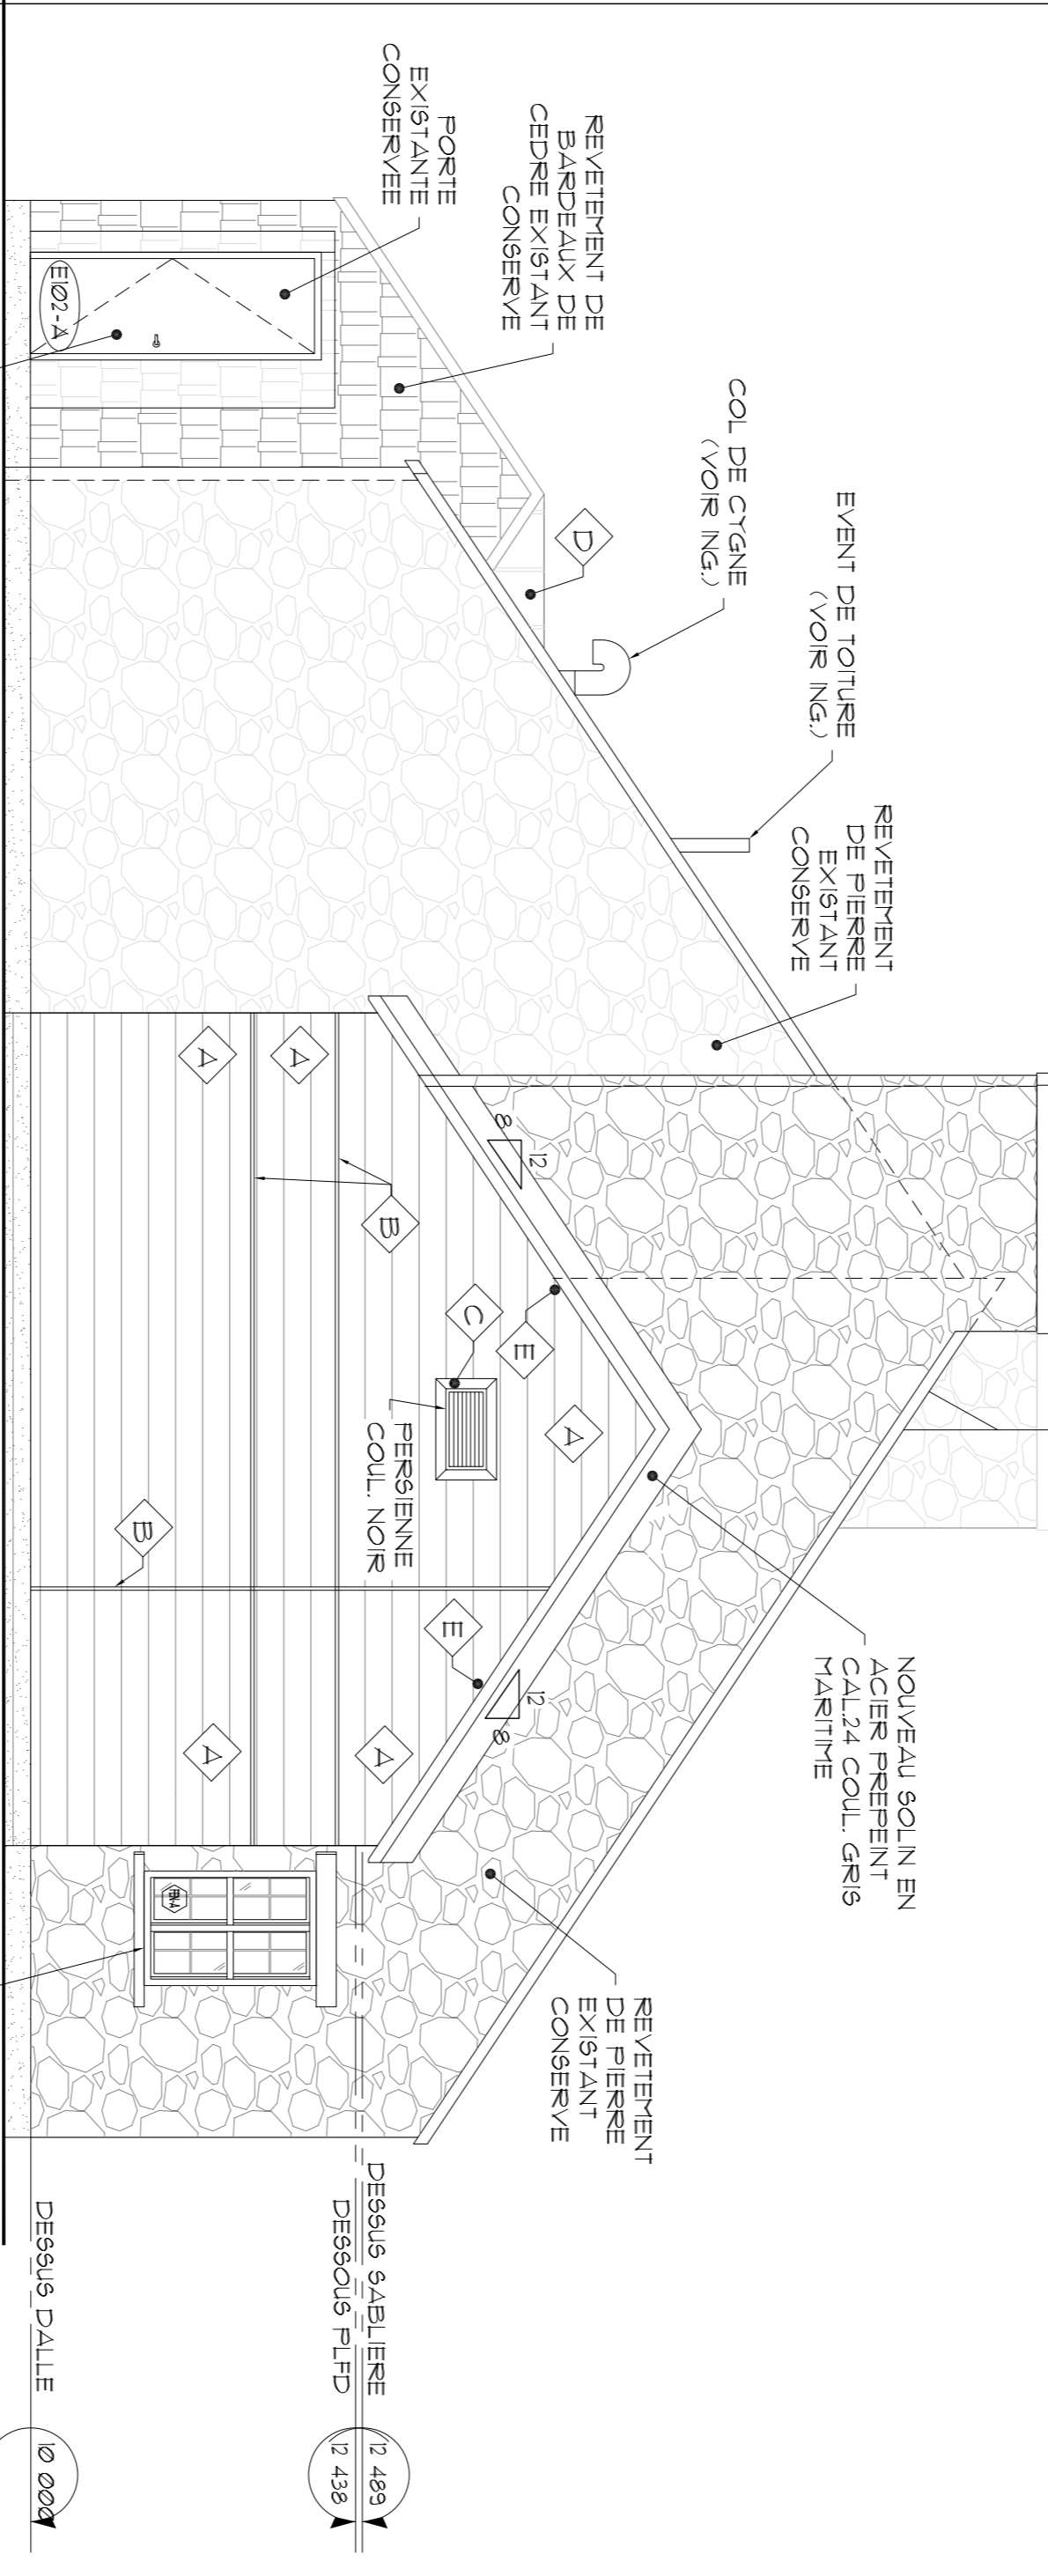 PORTE
EXISTANTE
CONSERVEE
REVETEMENT DE
BARDEAUX DE
CEDRE EXISTANT
CONSERVE
COL DE CYGNE
(VOIR ING.)
EVENT DE TOITURE
(VOIR ING.)
REVETEMENT
DE PIERRE
EXISTANT
CONSERVE
NOUVEAU SOLIN EN
ACIER PREPEINT
CAL.24 COUL. GRIS
MARITIME
REVETEMENT
DE PIERRE
EXISTANT
CONSERVE
D
E102-A
8
12
12
8
A
A
B
C
E
A
PERSIENNE
COUL. NOIR
B
E
A
A
DESSUS SABLIERE
12 489
DESSOUS PLFD
12 438
DESSUS DALLE
10 000